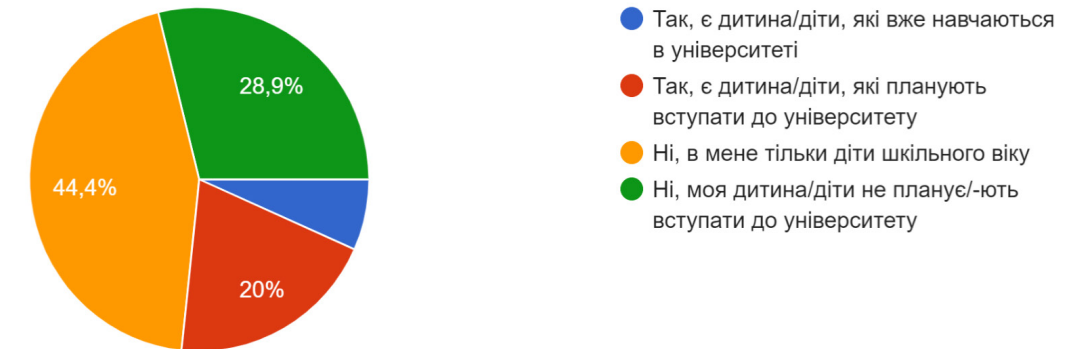 28,9%
44,4%
20%
Так, є дитина/діти, які вже навчаються
в університеті
Так, є дитина/діти, які планують
вступати до університету
Ні, в мене тільки діти шкільного віку
Ні, моя дитина/діти не планує/-ють
вступати до університету